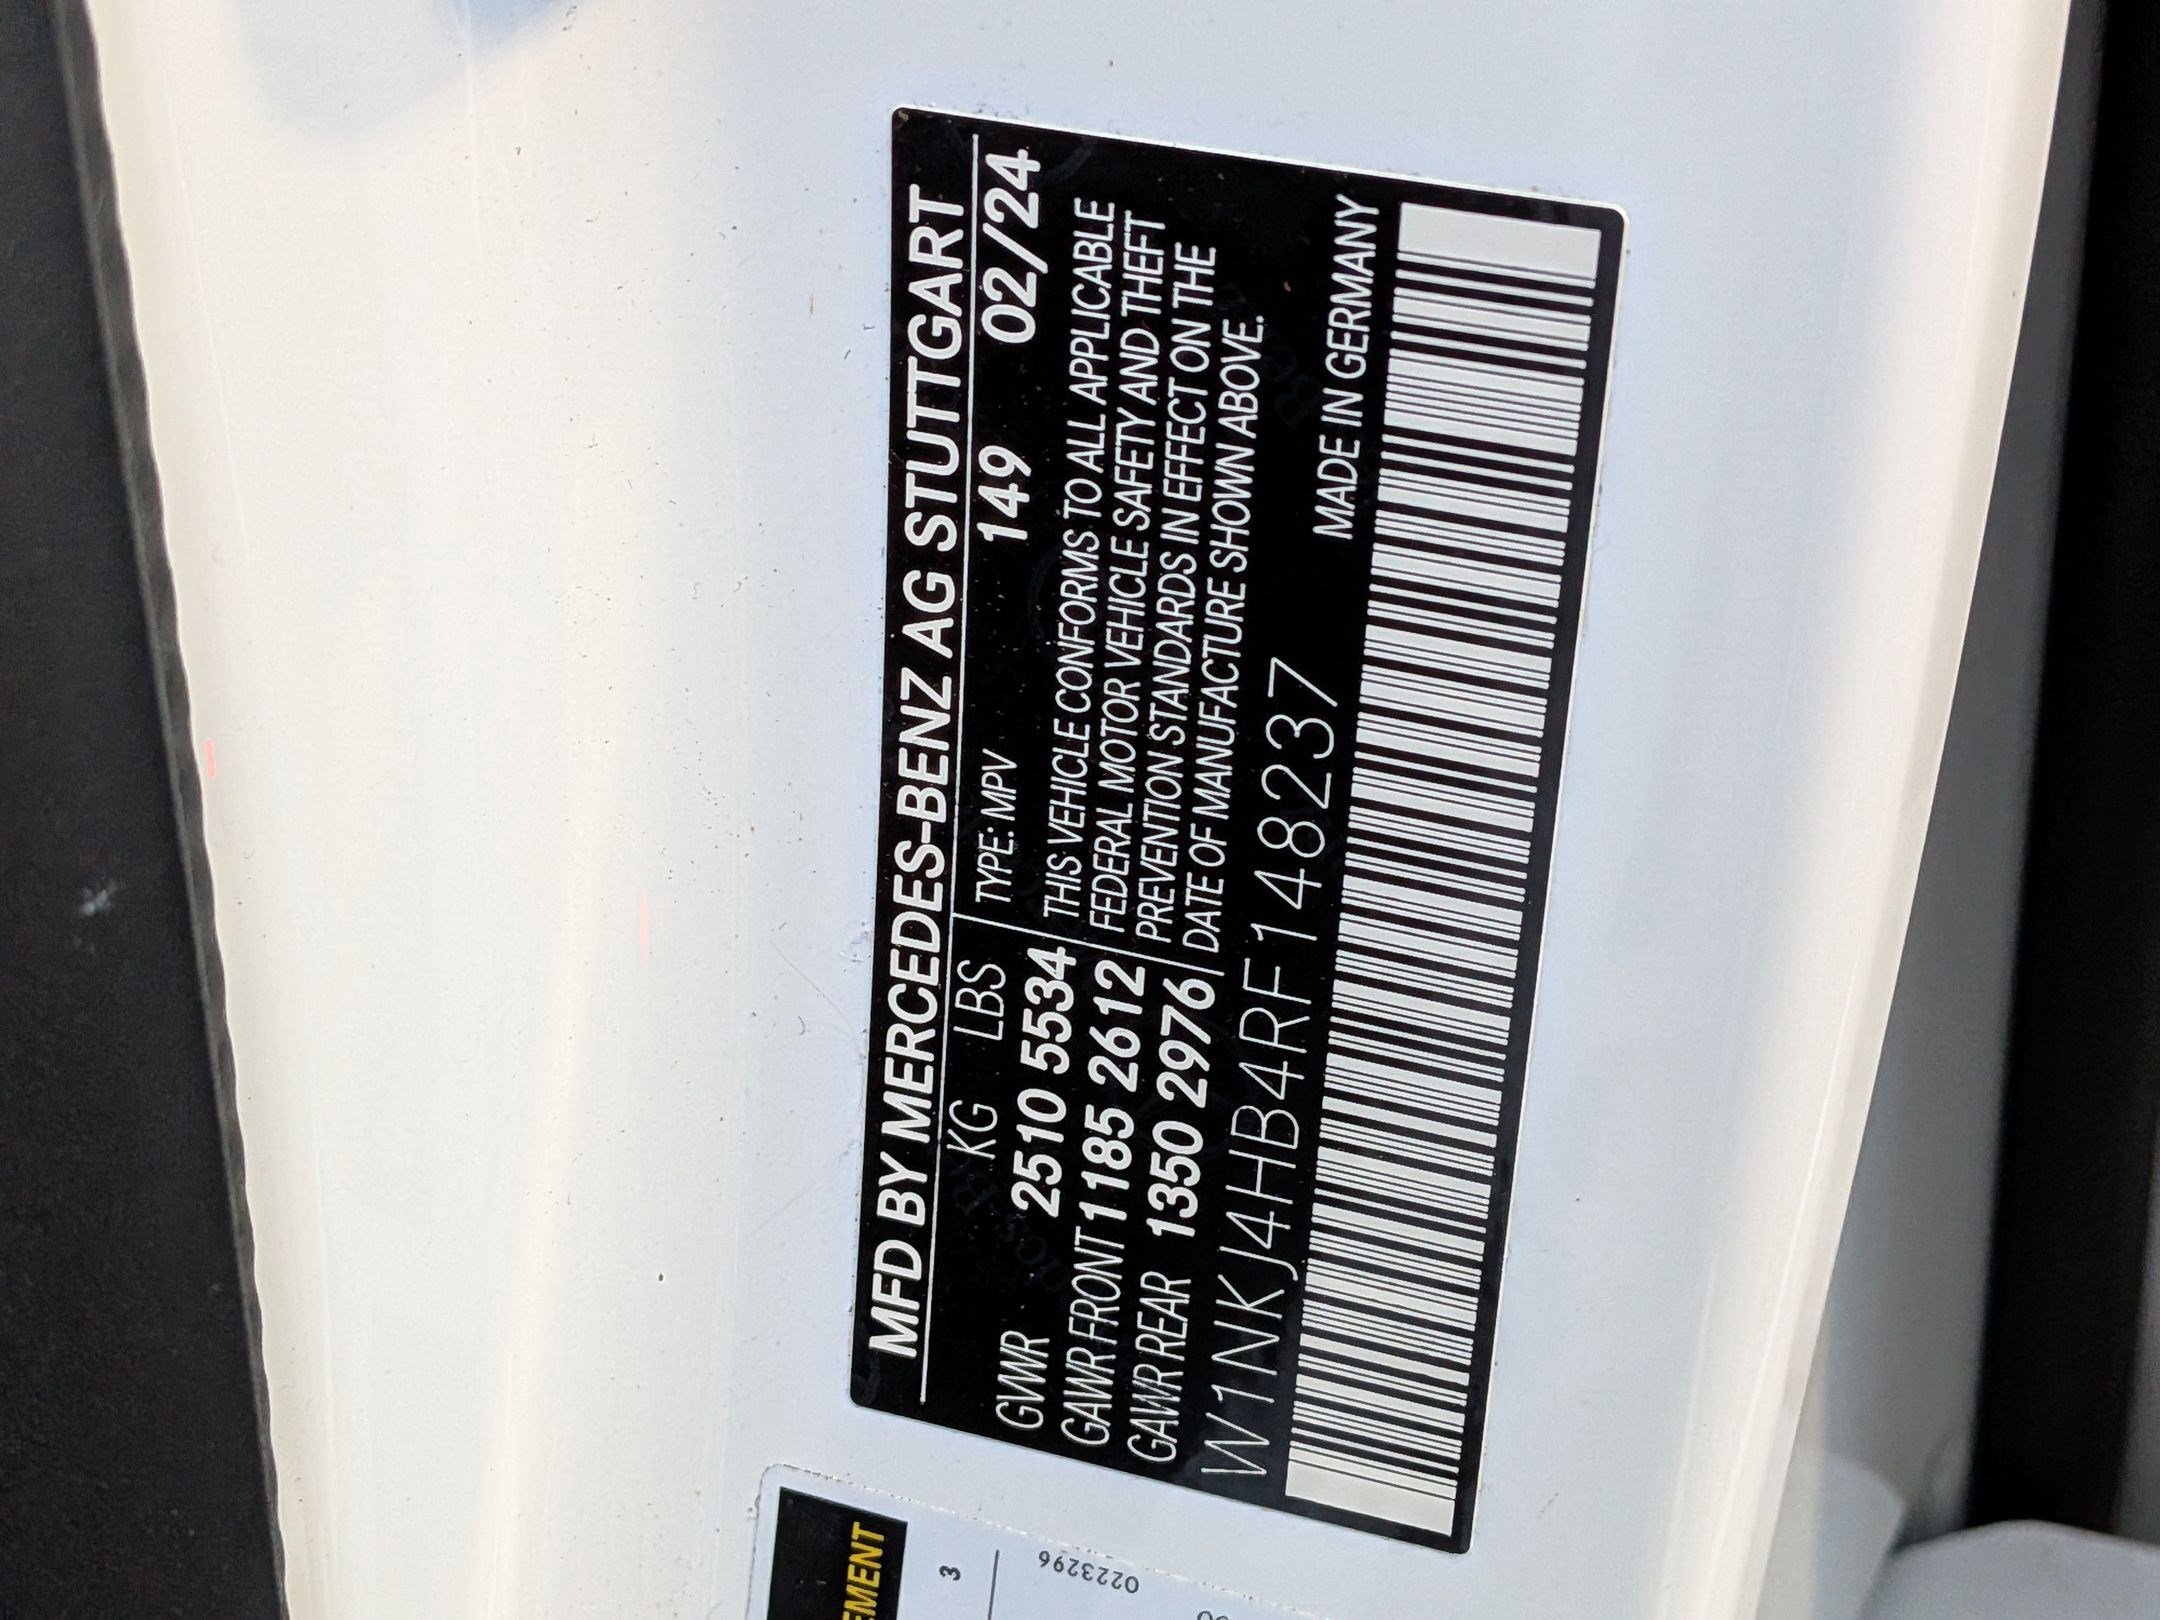 MFD BY MERCEDES-BENZ AG STUTTGART
KG LBS TYPE: MPV 149 02/24
GVWR 2510 5534
GAWR FRONT 1185 2612
GAWR REAR 1350 2976
THIS VEHICLE CONFORMS TO ALL APPLICABLE
FEDERAL MOTOR VEHICLE SAFETY AND THEFT
PREVENTION STANDARDS IN EFFECT ON THE
DATE OF MANUFACTURE SHOWN ABOVE.
W1NKJ4HB4RF148237
MADE IN GERMANY
3
0223296